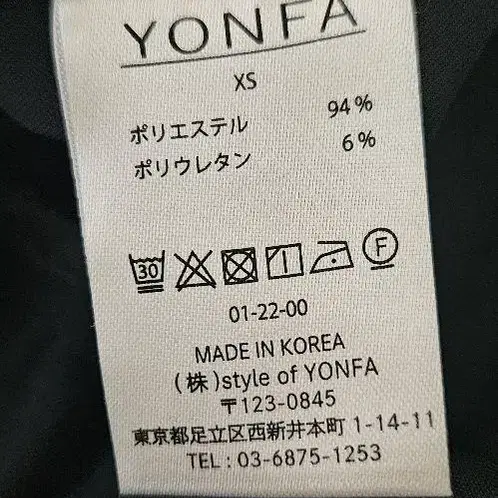 YONFA
XS
ポリエステル 94%
ポリウレタン 6%
30 F
01-22-00
MADE IN KOREA
(株)style of YONFA
〒123-0845
東京都足立区西新井本町 1-14-11
TEL : 03-6875-1253